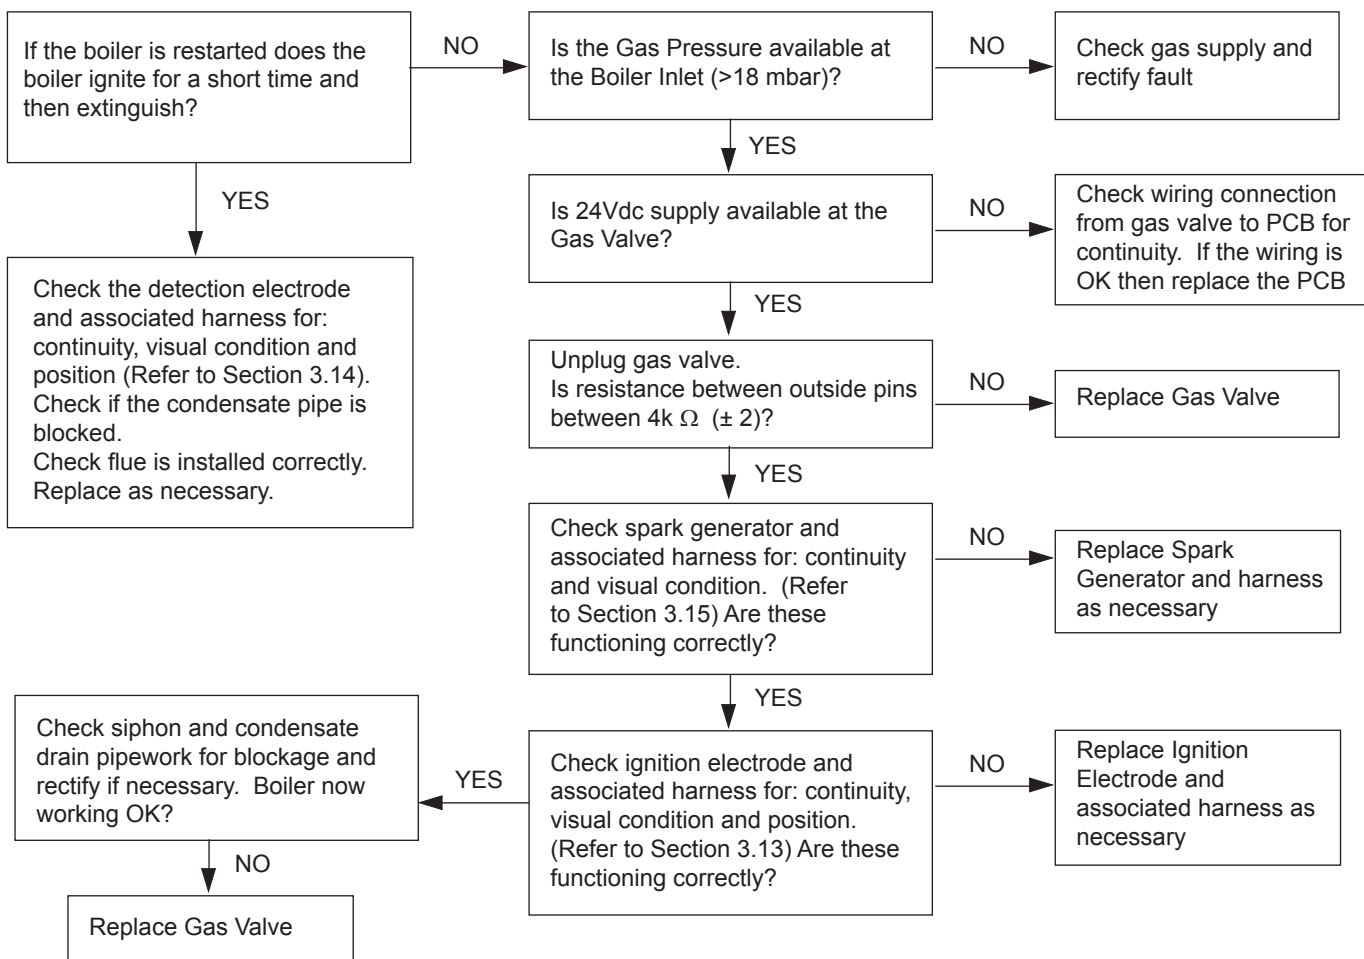 If the boiler is restarted does the
boiler ignite for a short time and
then extinguish?
NO
Is the Gas Pressure available at
the Boiler Inlet (>18 mbar)?
NO
Check gas supply and
rectify fault
YES
YES
Is 24Vdc supply available at the
Gas Valve?
NO
Check wiring connection
from gas valve to PCB for
continuity.  If the wiring is
OK then replace the PCB
Check the detection electrode
and associated harness for:
continuity, visual condition and
position (Refer to Section 3.14).
Check if the condensate pipe is
blocked.
Check flue is installed correctly.
Replace as necessary.
YES
Unplug gas valve.
Is resistance between outside pins
between 4k Ω (± 2)?
NO
Replace Gas Valve
YES
Check spark generator and
associated harness for: continuity
and visual condition.  (Refer
to Section 3.15) Are these
functioning correctly?
NO
Replace Spark
Generator and harness
as necessary
YES
Check ignition electrode and
associated harness for: continuity,
visual condition and position.
(Refer to Section 3.13) Are these
functioning correctly?
NO
Replace Ignition
Electrode and
associated harness as
necessary
YES
Check siphon and condensate
drain pipework for blockage and
rectify if necessary.  Boiler now
working OK?
NO
Replace Gas Valve